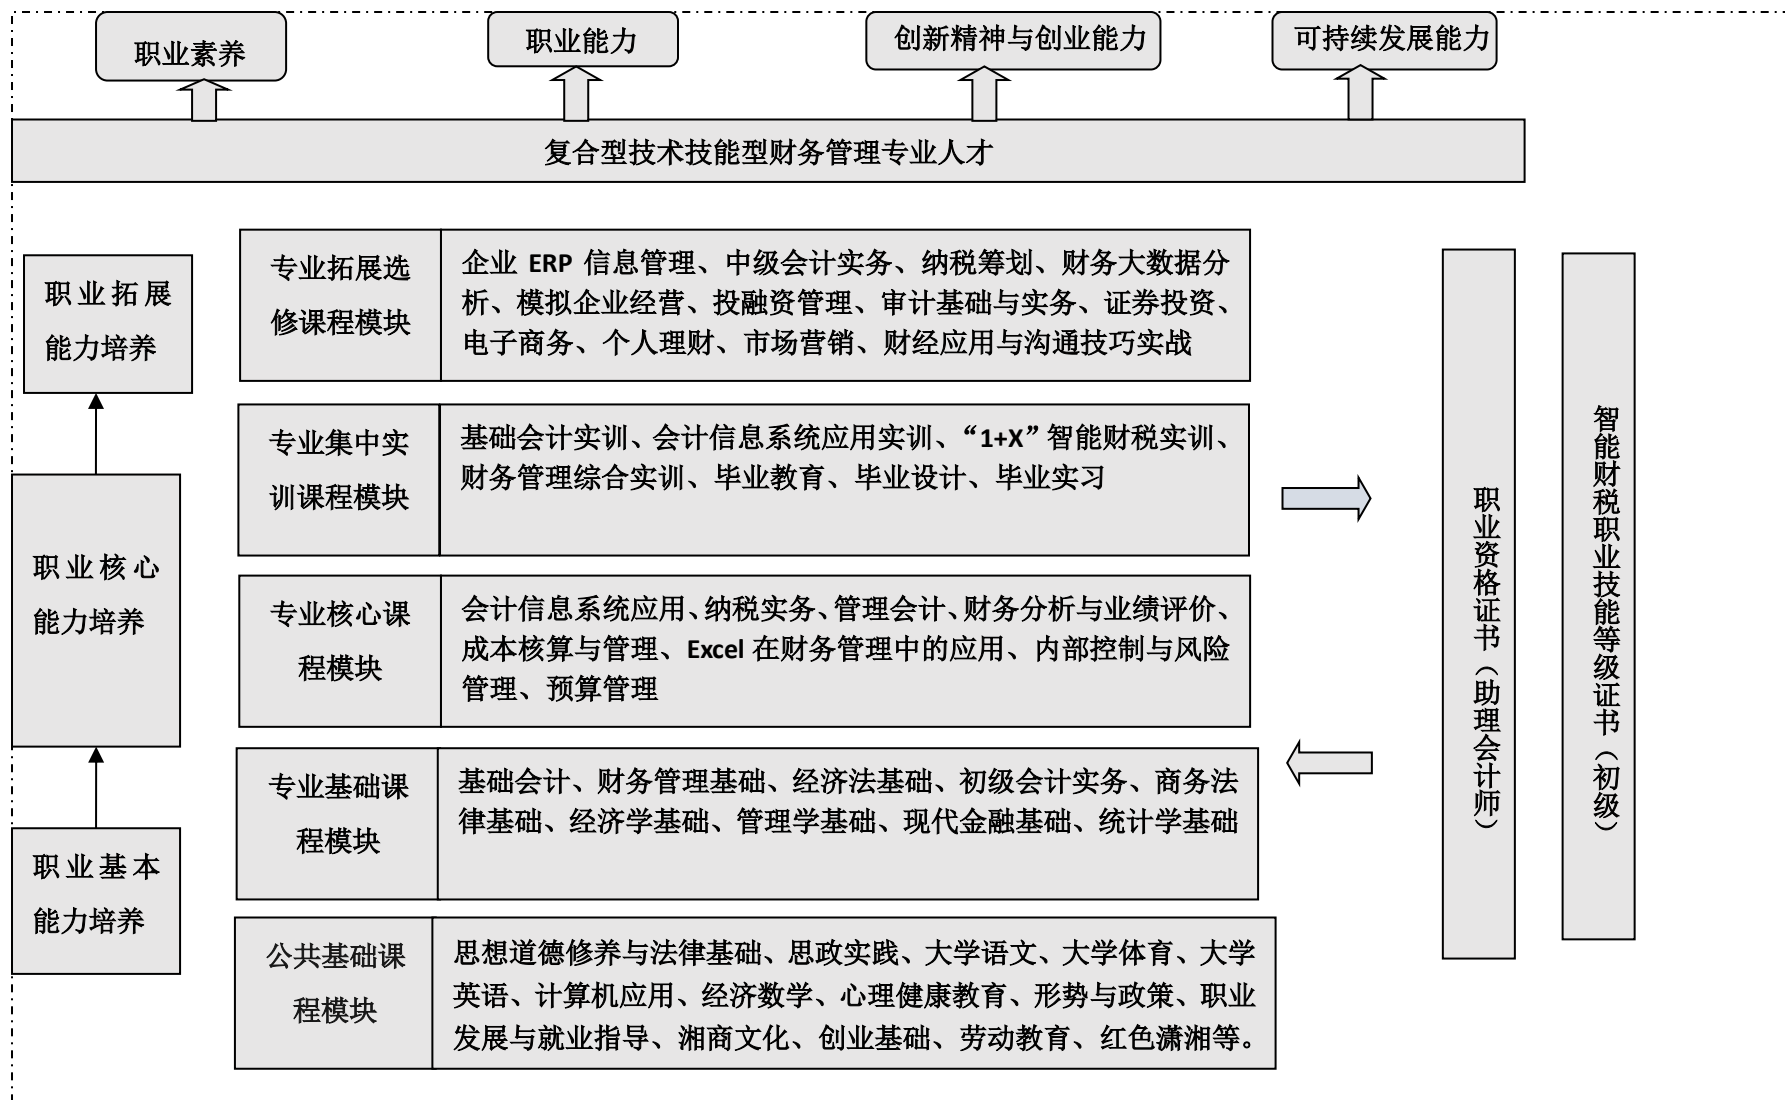 职业素养
职业能力
创新精神与创业能力
可持续发展能力
复合型技术技能型财务管理专业人才
职业拓展
能力培养
职业核心
能力培养
职业基本
能力培养
专业拓展选
修课程模块
企业 ERP 信息管理、中级会计实务、纳税筹划、财务大数据分
析、模拟企业经营、投融资管理、审计基础与实务、证券投资、
电子商务、个人理财、市场营销、财经应用与沟通技巧实战
专业集中实
训课程模块
基础会计实训、会计信息系统应用实训、“1+X”智能财税实训、
财务管理综合实训、毕业教育、毕业设计、毕业实习
专业核心课
程模块
会计信息系统应用、纳税实务、管理会计、财务分析与业绩评价、
成本核算与管理、Excel 在财务管理中的应用、内部控制与风险
管理、预算管理
专业基础课
程模块
基础会计、财务管理基础、经济法基础、初级会计实务、商务法
律基础、经济学基础、管理学基础、现代金融基础、统计学基础
公共基础课
程模块
思想道德修养与法律基础、思政实践、大学语文、大学体育、大学
英语、计算机应用、经济数学、心理健康教育、形势与政策、职业
发展与就业指导、湘商文化、创业基础、劳动教育、红色潇湘等。
职业资格证书（助理会计师）
智能财税职业技能等级证书（初级）